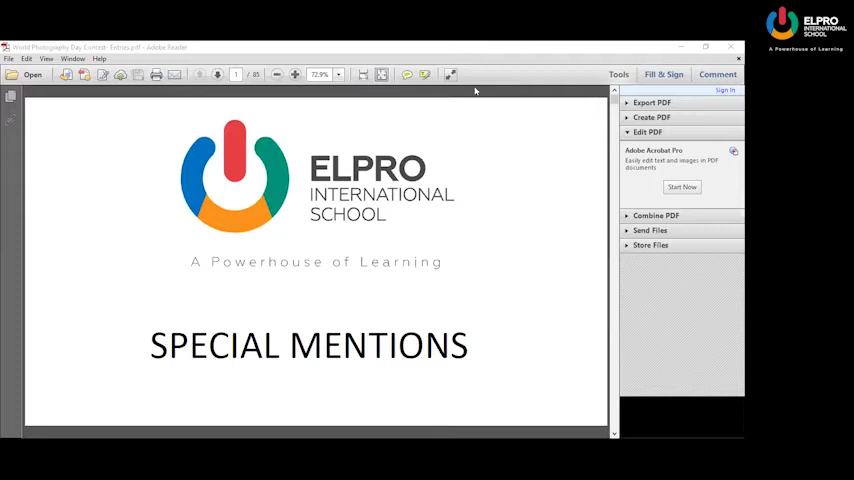 ELPRO
INTERNATIONAL
SCHOOL
A Powerhouse of Learning
World Photography Day Contest- Entries.pdf - Adobe Reader
File Edit View Window Help
Open
1 / 85
72.9%
Tools Fill & Sign Comment
Sign In
Export PDF
Create PDF
Edit PDF
Adobe Acrobat Pro
Easily edit text and images in PDF
documents
Start Now
Combine PDF
Send Files
Store Files
ELPRO
INTERNATIONAL
SCHOOL
A Powerhouse of Learning
SPECIAL MENTIONS